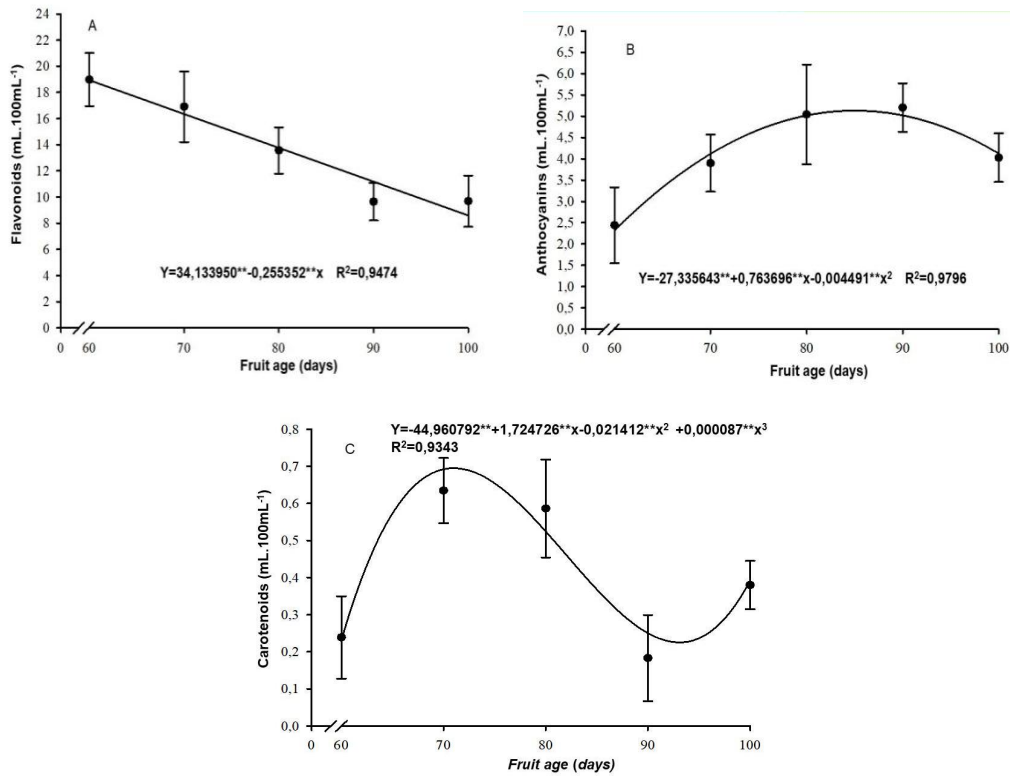 A
Flavonoids (mL.100mL⁻¹)
24
22
20
18
16
14
12
10
8
6
4
2
0
Y=34,133950**-0,255352**x R²=0,9474
0 60 70 80 90 100
Fruit age (days)
B
Anthocyanins (mL.100mL⁻¹)
7,0
6,5
6,0
5,5
5,0
4,5
4,0
3,5
3,0
2,5
2,0
1,5
1,0
0,5
0,0
Y=-27,335643**+0,763696**x-0,004491**x² R²=0,9796
0 60 70 80 90 100
Fruit age (days)
Y=-44,960792**+1,724726**x-0,021412**x² +0,000087**x³
R²=0,9343
C
Carotenoids (mL.100mL⁻¹)
0,8
0,7
0,6
0,5
0,4
0,3
0,2
0,1
0,0
0 60 70 80 90 100
Fruit age (days)